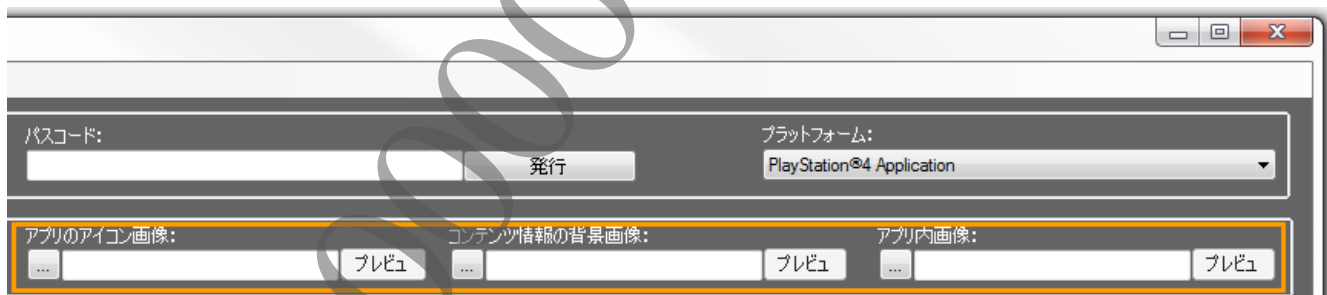 パスコード:
プラットフォーム:
発行
PlayStation®4 Application
アプリのアイコン画像:
コンテンツ情報の背景画像:
アプリ内画像:
...
プレビュ
...
プレビュ
...
プレビュ